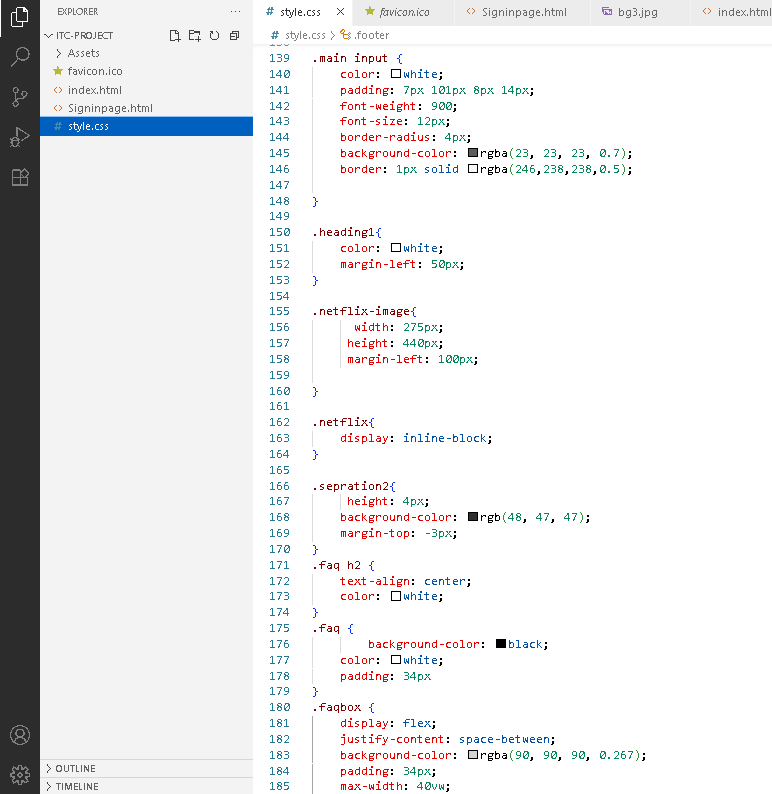 EXPLORER
ITC-PROJECT
Assets
favicon.ico
index.html
Signinpage.html
# style.css
OUTLINE
TIMELINE
# style.css
favicon.ico
Signinpage.html
bg3.jpg
index.html
# style.css > .footer
139 .main input {
140 color: white;
141 padding: 7px 101px 8px 14px;
142 font-weight: 900;
143 font-size: 12px;
144 border-radius: 4px;
145 background-color: rgba(23, 23, 23, 0.7);
146 border: 1px solid rgba(246,238,238,0.5);
147
148 }
149
150 .heading1{
151 color: white;
152 margin-left: 50px;
153 }
154
155 .netflix-image{
156 width: 275px;
157 height: 440px;
158 margin-left: 100px;
159
160 }
161
162 .netflix{
163 display: inline-block;
164 }
165
166 .sepration2{
167 height: 4px;
168 background-color: rgb(48, 47, 47);
169 margin-top: -3px;
170 }
171 .faq h2 {
172 text-align: center;
173 color: white;
174 }
175 .faq {
176 background-color: black;
177 color: white;
178 padding: 34px
179 }
180 .faqbox {
181 display: flex;
182 justify-content: space-between;
183 background-color: rgba(90, 90, 90, 0.267);
184 padding: 34px;
185 max-width: 40vw;